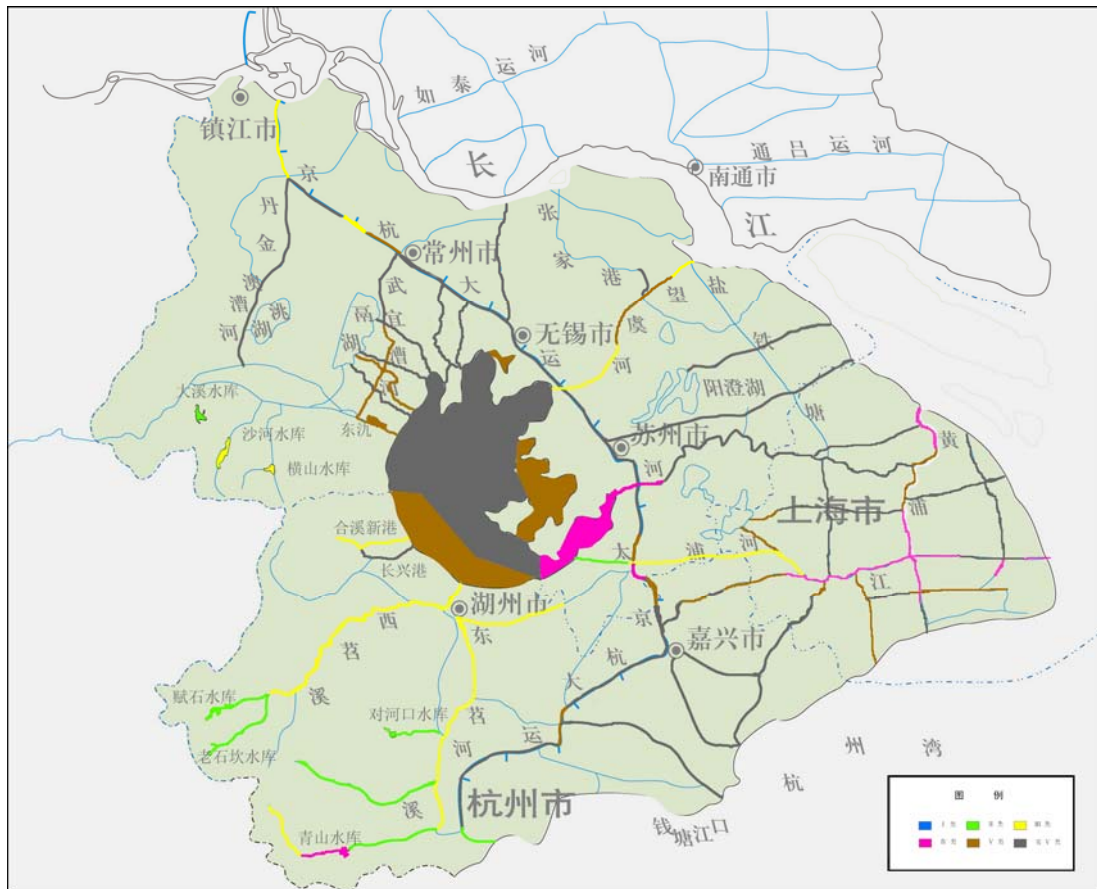 如泰运河
镇江市
长
通吕运河
南通市
江
京
丹
张
金
杭
常州市
家
溧
武
大
港
望
盐
漕
洮
滆
宜
虞
铁
河
湖
无锡市
湖
漕
运
河
阳澄湖
大溪水库
河
塘
东氿
苏州市
黄
沙河水库
河
横山水库
上海市
浦
合溪新港
太
浦
河
长兴港
江
湖州市
西
东
京
苕
嘉兴市
杭
赋石水库
溪
大
对河口水库
苕
老石坎水库
河
运
杭
州
湾
溪
杭州市
钱塘江口
青山水库
图 例